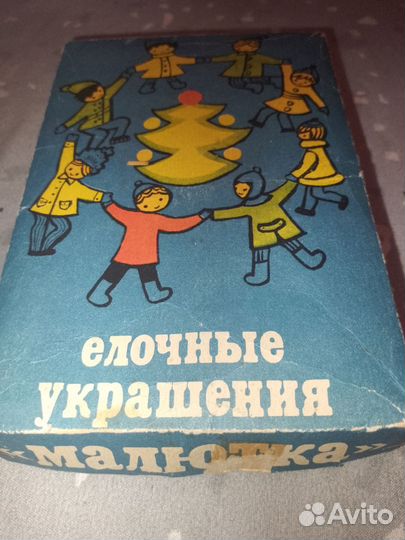 елочные
украшения
«малютка»
Avito